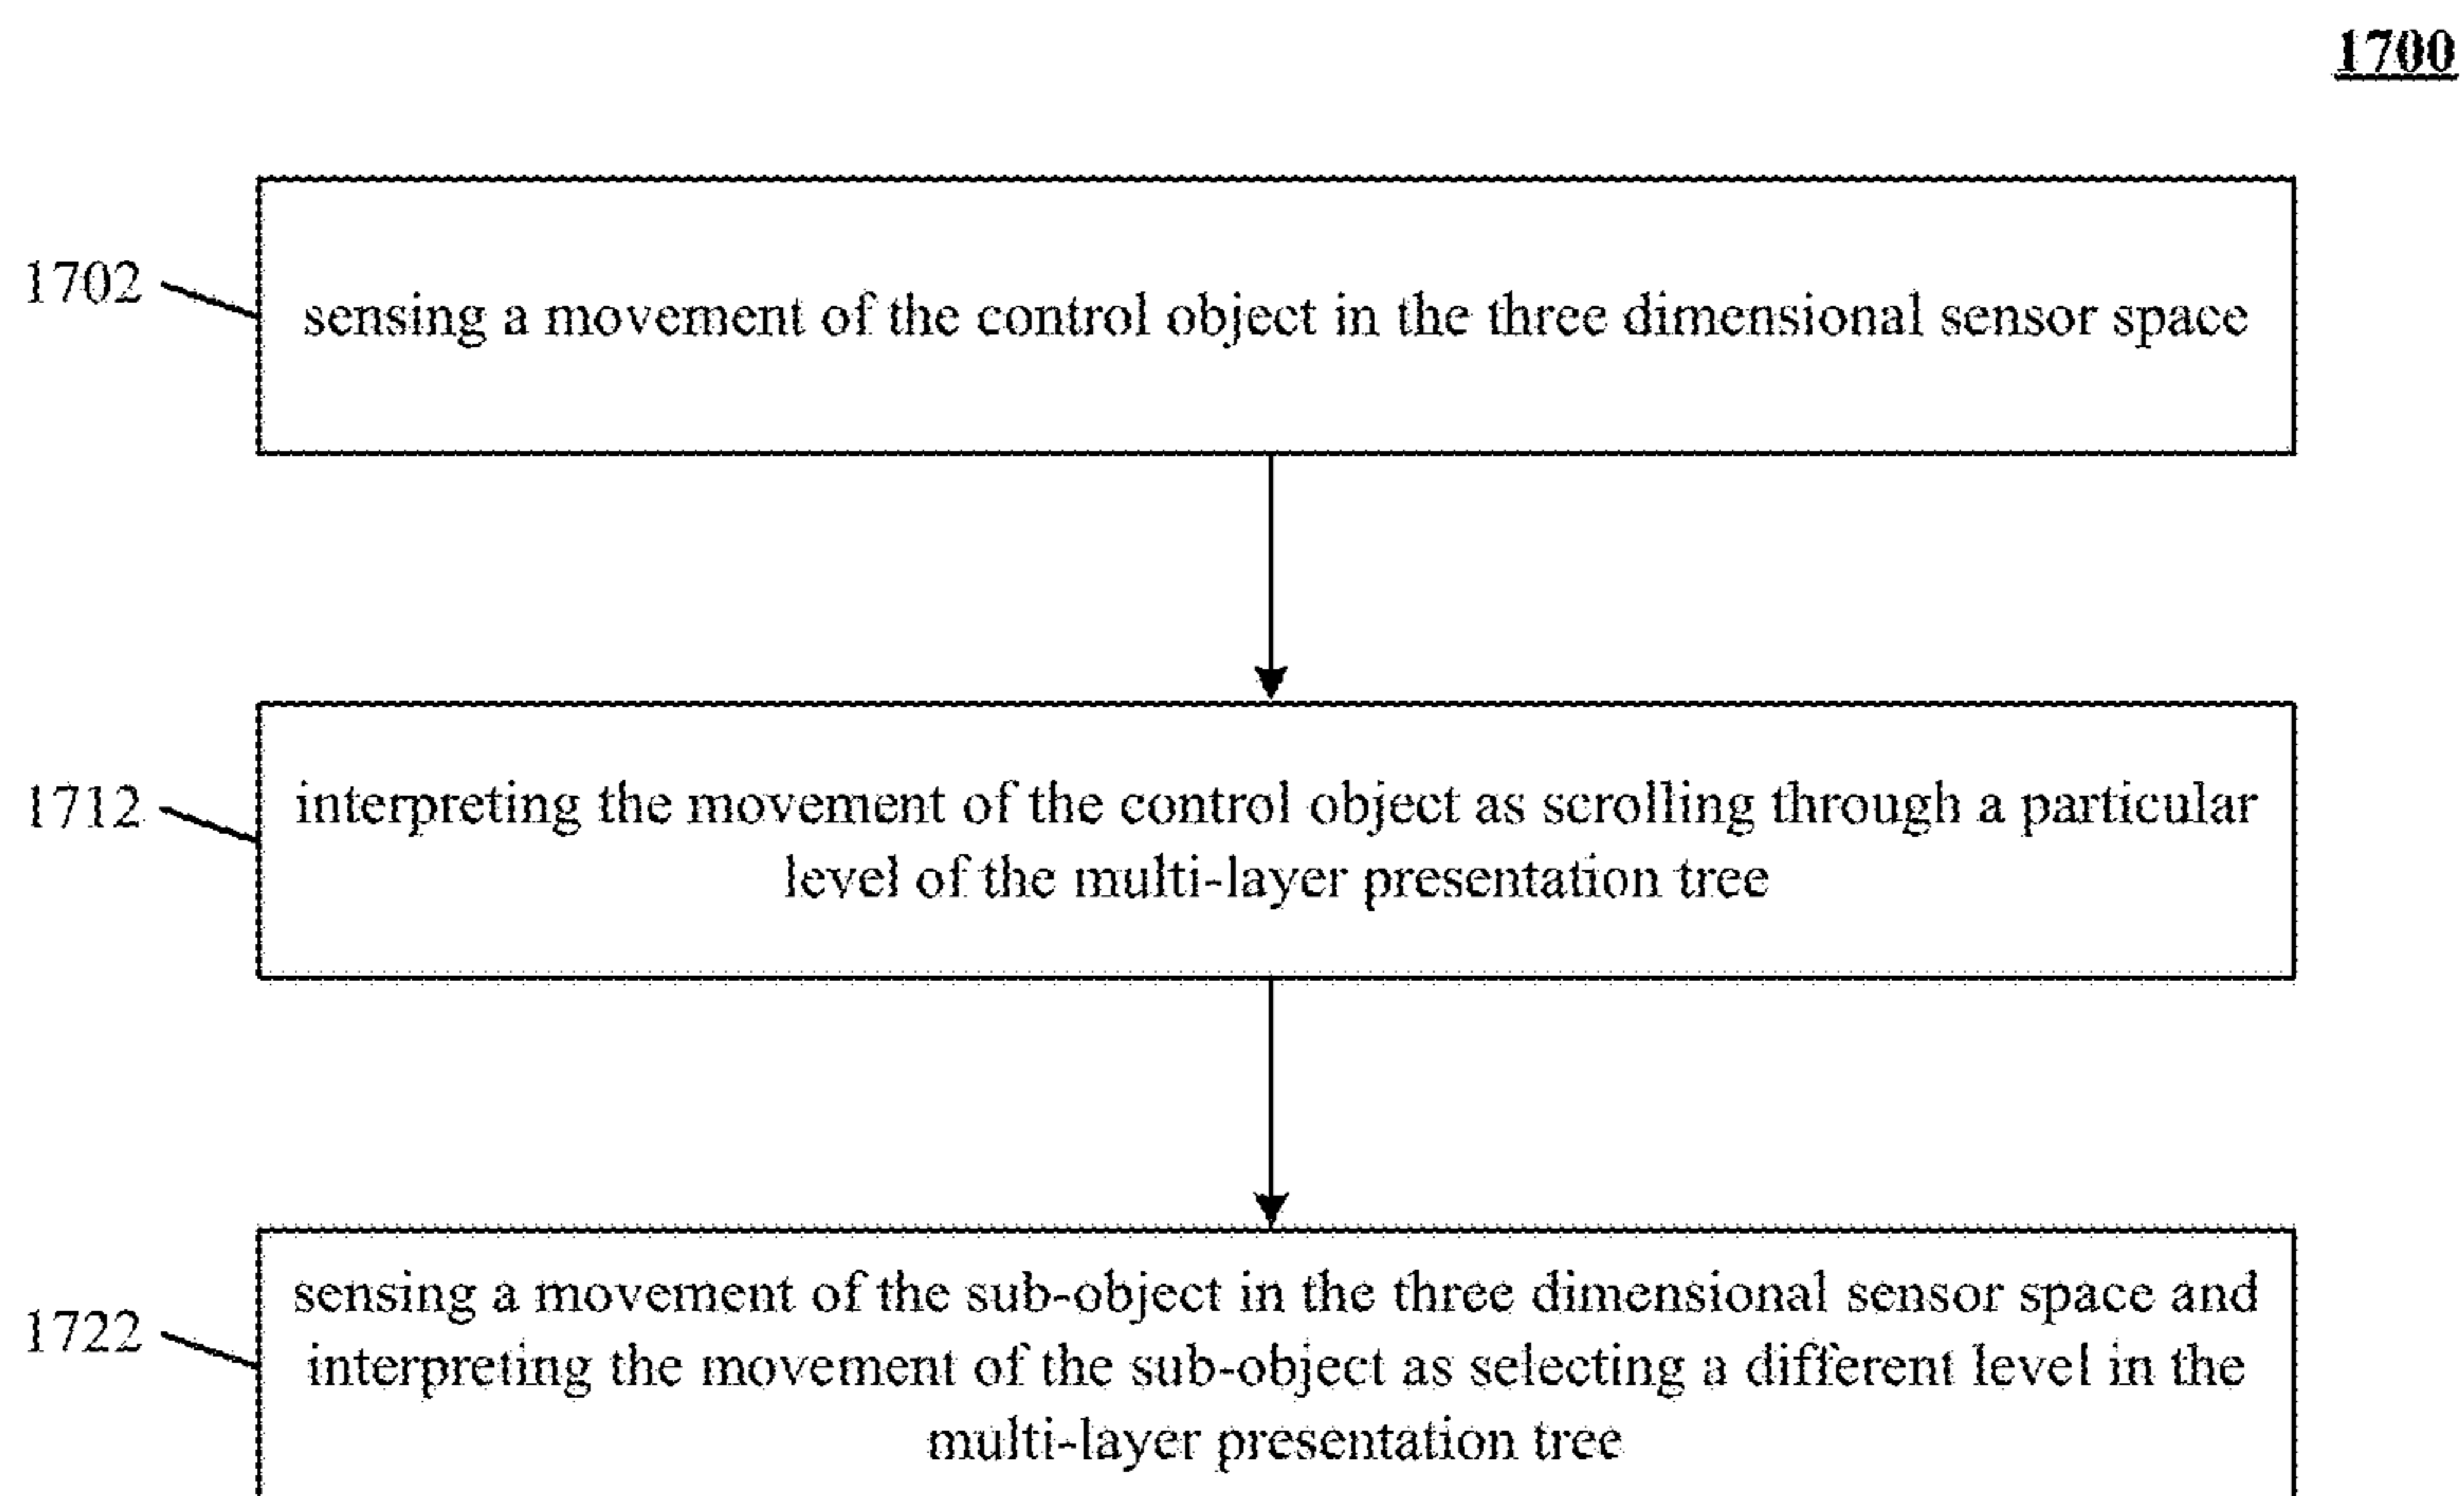 1700
1702
sensing a movement of the control object in the three dimensional sensor space
1712
interpreting the movement of the control object as scrolling through a particular
level of the multi-layer presentation tree
1722
sensing a movement of the sub-object in the three dimensional sensor space and
interpreting the movement of the sub-object as selecting a different level in the
multi-layer presentation tree